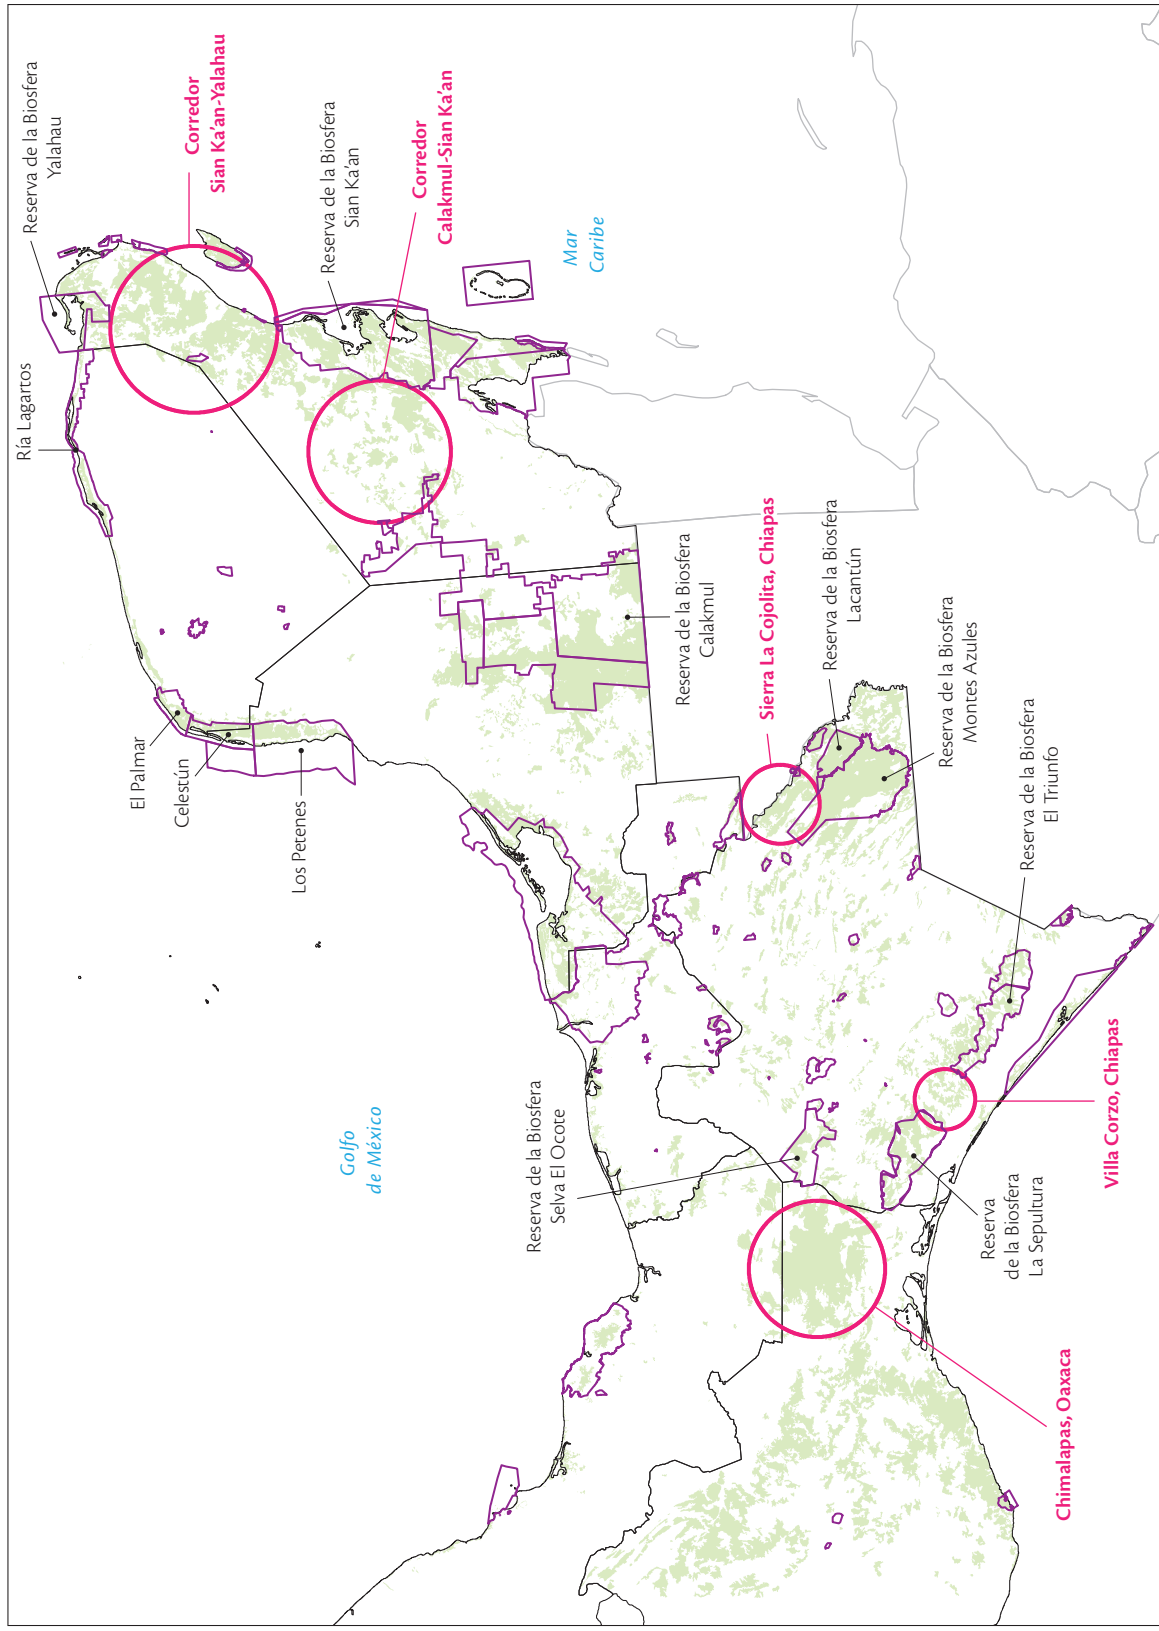 Reserva de la Biosfera
Yalahau
Corredor
Sian Ka'an-Yalahau
Ría Lagartos
Reserva de la Biosfera
Sian Ka'an
Corredor
Calakmul-Sian Ka'an
Mar
Caribe
El Palmar
Celestún
Los Petenes
Reserva de la Biosfera
Calakmul
Sierra La Cojolita, Chiapas
Reserva de la Biosfera
Lacantún
Reserva de la Biosfera
Montes Azules
Reserva de la Biosfera
El Triunfo
Golfo
de México
Reserva de la Biosfera
Selva El Ocote
Villa Corzo, Chiapas
Reserva
de la Biosfera
La Sepultura
Chimalapas, Oaxaca